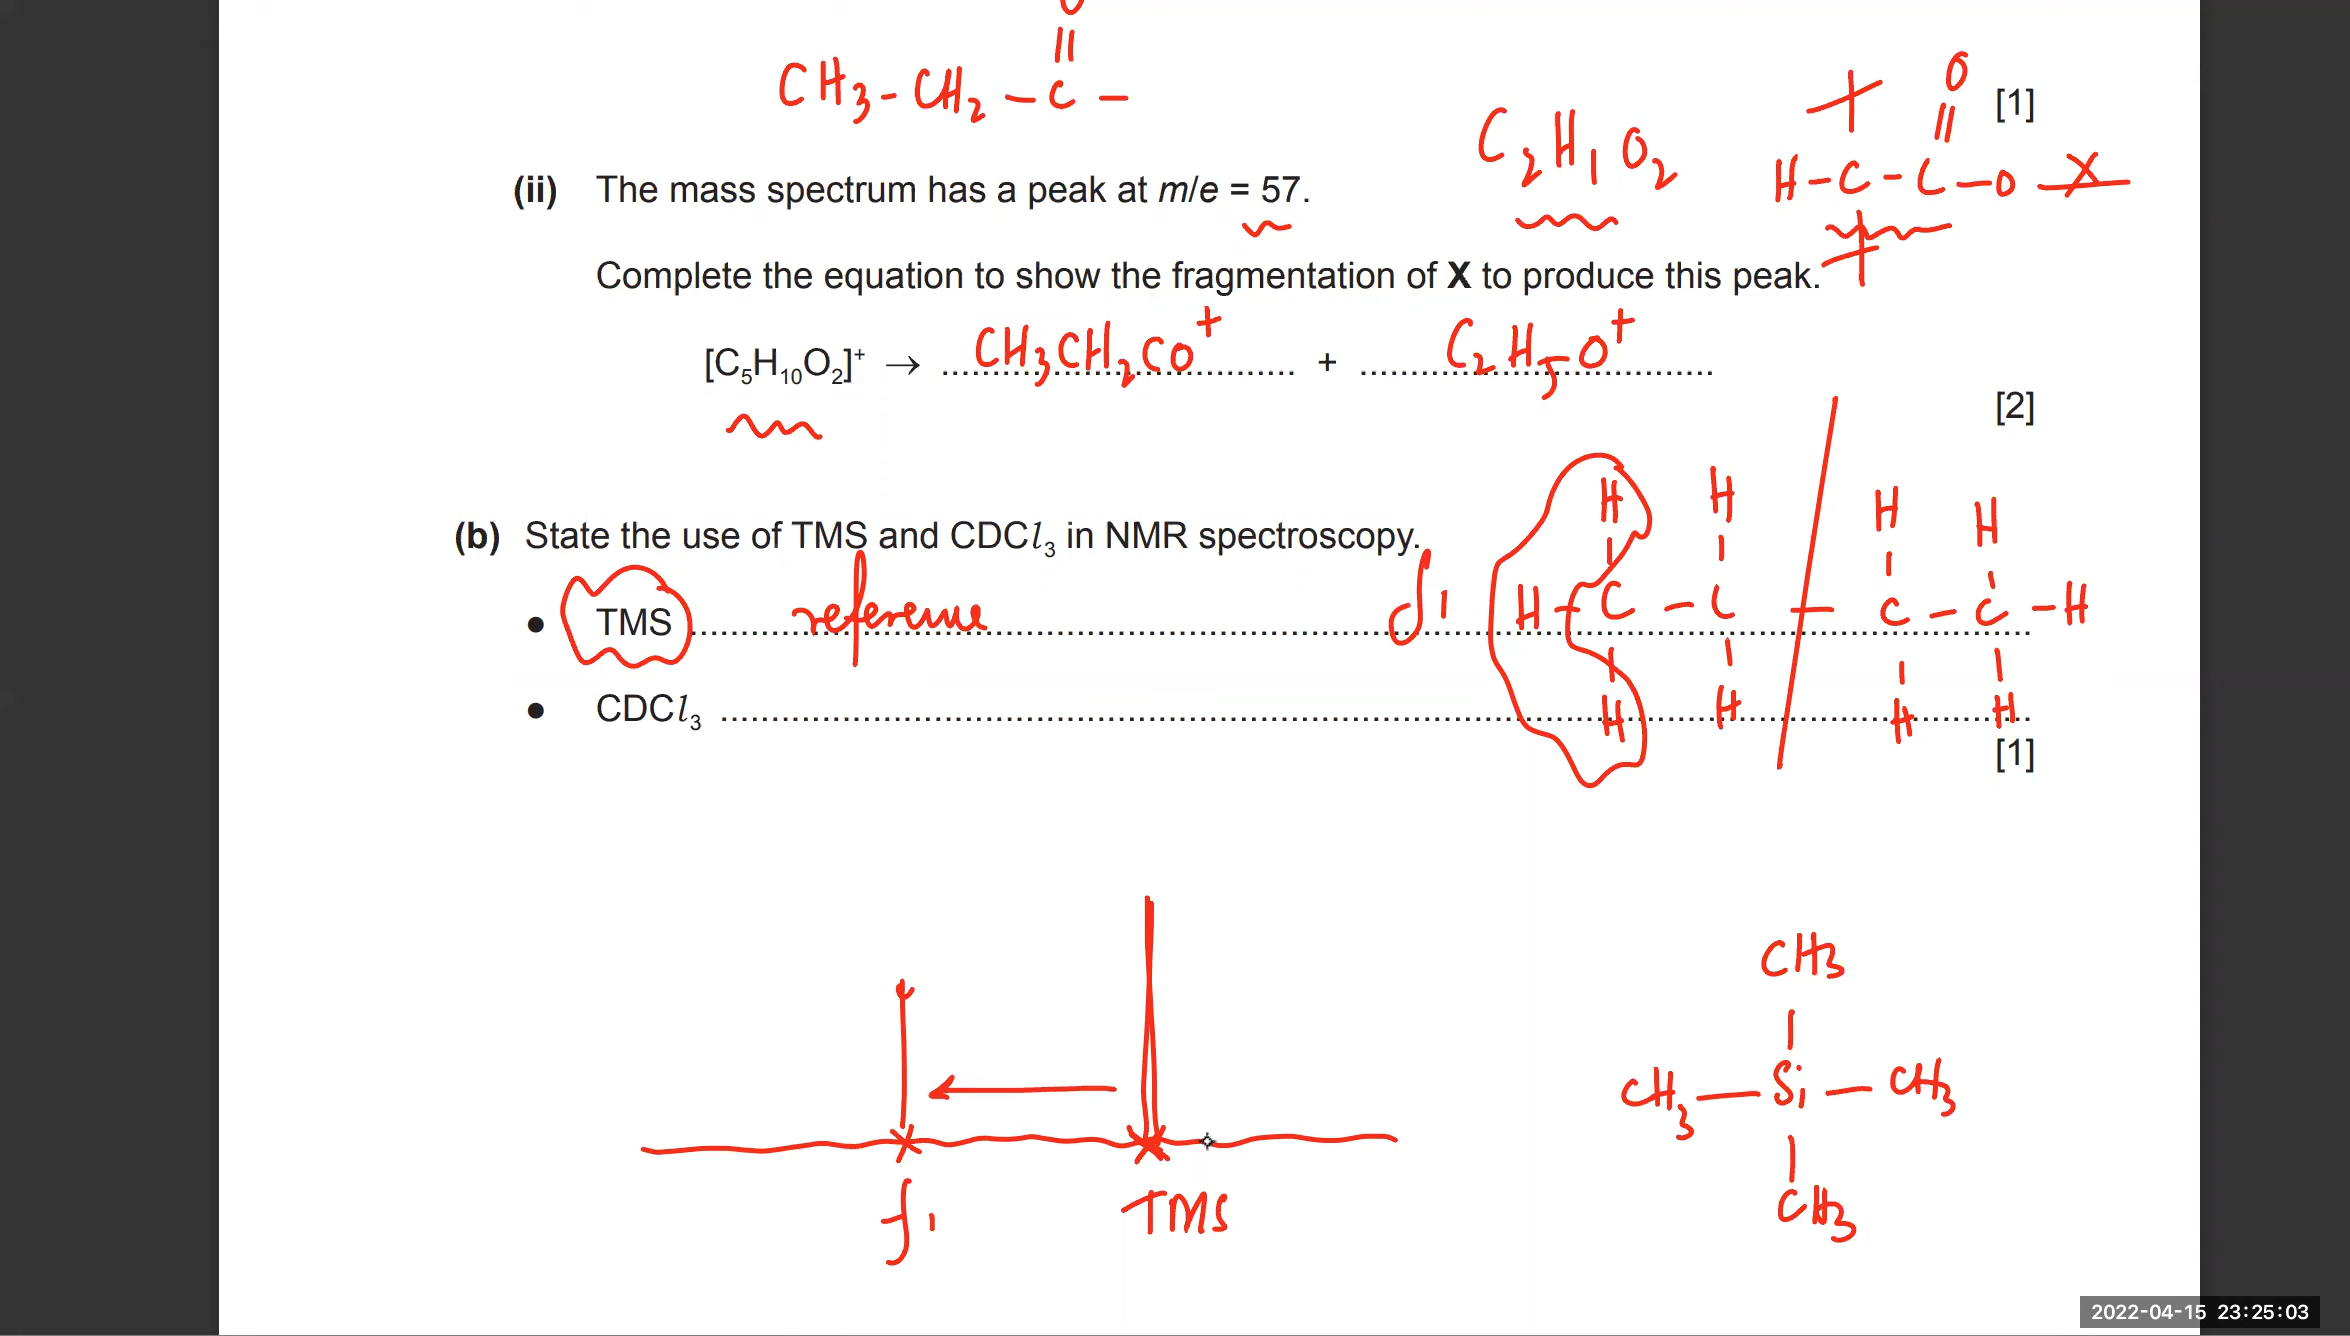 O
CH3-CH2-C-
O
[1]
C2H1O2
H-C-C-O-X
(ii) The mass spectrum has a peak at m/e = 57.
Complete the equation to show the fragmentation of X to produce this peak.
[C5H10O2]+ → CH3CH2CO+ + C2H5O+
[2]
H H H H
(b) State the use of TMS and CDCl3 in NMR spectroscopy.
• TMS reference H-C-C-C-C-H
• CDCl3
H H H H
[1]
CH3
CH3-Si-CH3
f1 TMS
CH3
2022-04-15 23:25:03